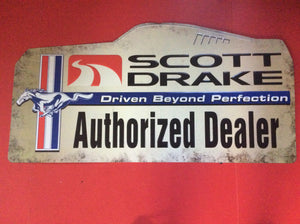 SCOTT
DRAKE
Driven Beyond Perfection
Authorized Dealer